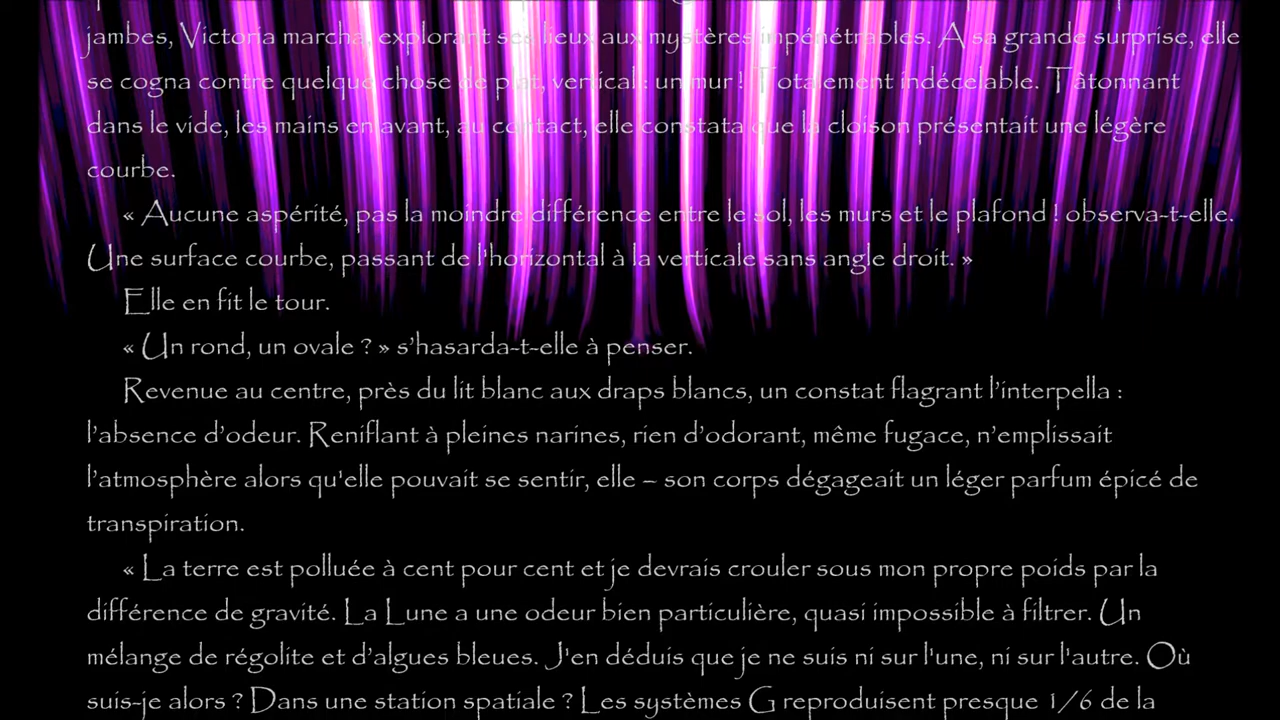 jambes, Victoria marcha, explorant ses lieux aux mystères impénétrables. A sa grande surprise, elle
se cogna contre quelque chose de plat, vertical : un mur ! Totalement indécelable. Tâtonnant
dans le vide, les mains en avant, au contact, elle constata que la cloison présentait une légère
courbe.
« Aucune aspérité, pas la moindre différence entre le sol, les murs et le plafond ! observa-t-elle.
Une surface courbe, passant de l'horizontal à la verticale sans angle droit. »
Elle en fit le tour.
« Un rond, un ovale ? » s’hasarda-t-elle à penser.
Revenue au centre, près du lit blanc aux draps blancs, un constat flagrant l’interpella :
l’absence d’odeur. Reniflant à pleines narines, rien d’odorant, même fugace, n’emplissait
l’atmosphère alors qu'elle pouvait se sentir, elle – son corps dégageait un léger parfum épicé de
transpiration.
« La terre est polluée à cent pour cent et je devrais crouler sous mon propre poids par la
différence de gravité. La Lune a une odeur bien particulière, quasi impossible à filtrer. Un
mélange de régolite et d’algues bleues. J'en déduis que je ne suis ni sur l'une, ni sur l'autre. Où
suis-je alors ? Dans une station spatiale ? Les systèmes G reproduisent presque 1/6 de la